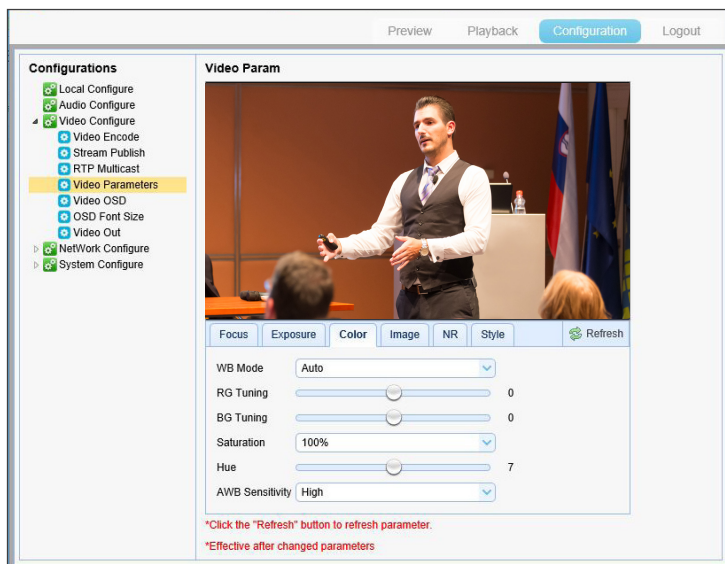 Preview Playback Configuration Logout
Configurations
Local Configure
Audio Configure
Video Configure
Video Encode
Stream Publish
RTP Multicast
Video Parameters
Video OSD
OSD Font Size
Video Out
NetWork Configure
System Configure
Video Param
Focus Exposure Color Image NR Style Refresh
WB Mode Auto
RG Tuning 0
BG Tuning 0
Saturation 100%
Hue 7
AWB Sensitivity High
*Click the "Refresh" button to refresh parameter.
*Effective after changed parameters